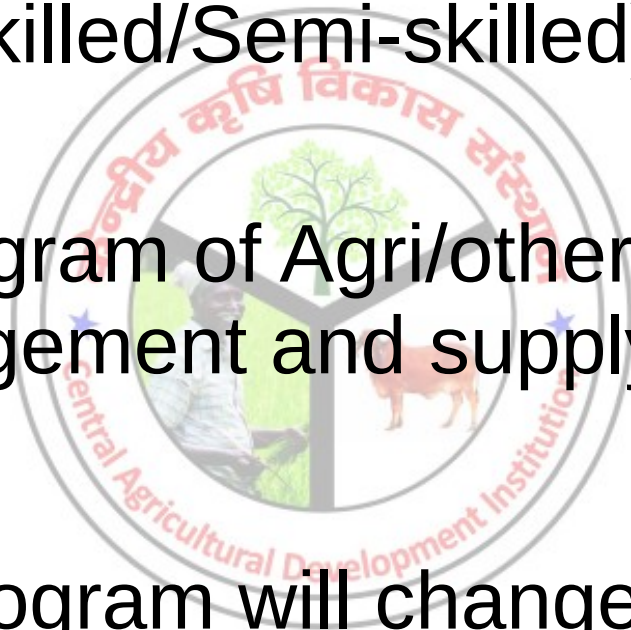 killed/Semi-skilled
केन्द्रीय कृषि विकास संस्थान
gram of Agri/other
gement and supply
Central Agricultural Development Institution
ogram will change